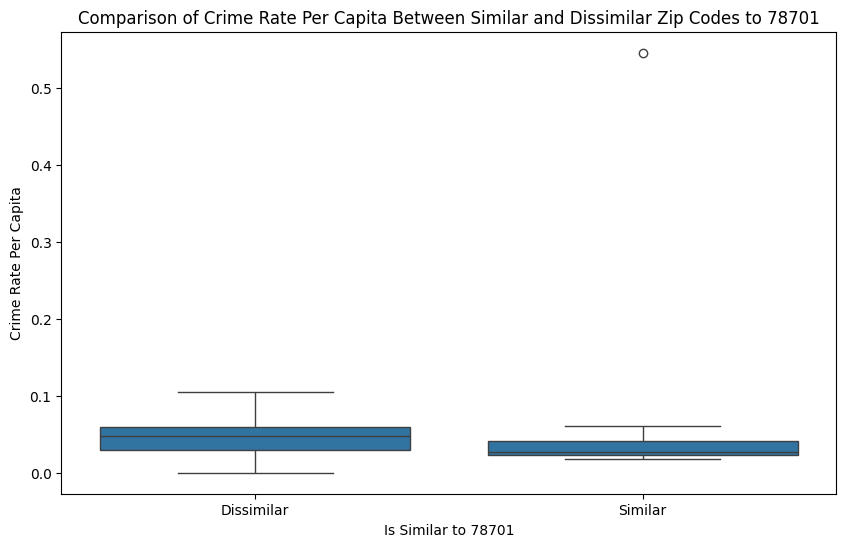 Comparison of Crime Rate Per Capita Between Similar and Dissimilar Zip Codes to 78701
Crime Rate Per Capita
0.5
0.4
0.3
0.2
0.1
0.0
Dissimilar
Similar
Is Similar to 78701